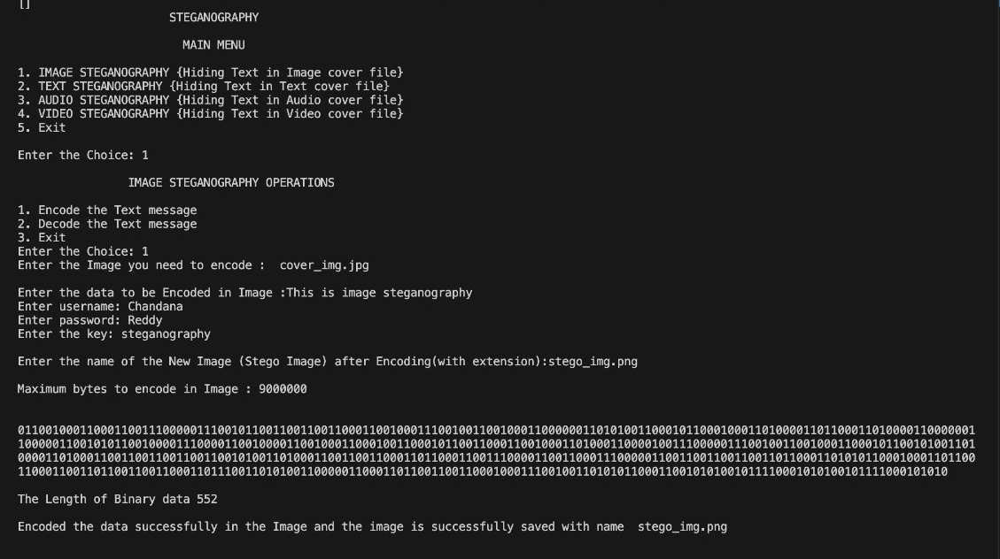 []
STEGANOGRAPHY
MAIN MENU
1. IMAGE STEGANOGRAPHY {Hiding Text in Image cover file}
2. TEXT STEGANOGRAPHY {Hiding Text in Text cover file}
3. AUDIO STEGANOGRAPHY {Hiding Text in Audio cover file}
4. VIDEO STEGANOGRAPHY {Hiding Text in Video cover file}
5. Exit
Enter the Choice: 1
IMAGE STEGANOGRAPHY OPERATIONS
1. Encode the Text message
2. Decode the Text message
3. Exit
Enter the Choice: 1
Enter the Image you need to encode :  cover_img.jpg
Enter the data to be Encoded in Image :This is image steganography
Enter username: Chandana
Enter password: Reddy
Enter the key: steganography
Enter the name of the New Image (Stego Image) after Encoding(with extension):stego_img.png
Maximum bytes to encode in Image : 9000000
The Length of Binary data 552
Encoded the data successfully in the Image and the image is successfully saved with name  stego_img.png